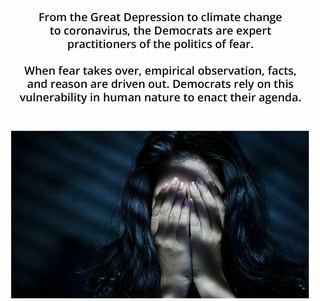 From the Great Depression to climate change
to coronavirus, the Democrats are expert
practitioners of the politics of fear.
When fear takes over, empirical observation, facts,
and reason are driven out. Democrats rely on this
vulnerability in human nature to enact their agenda.